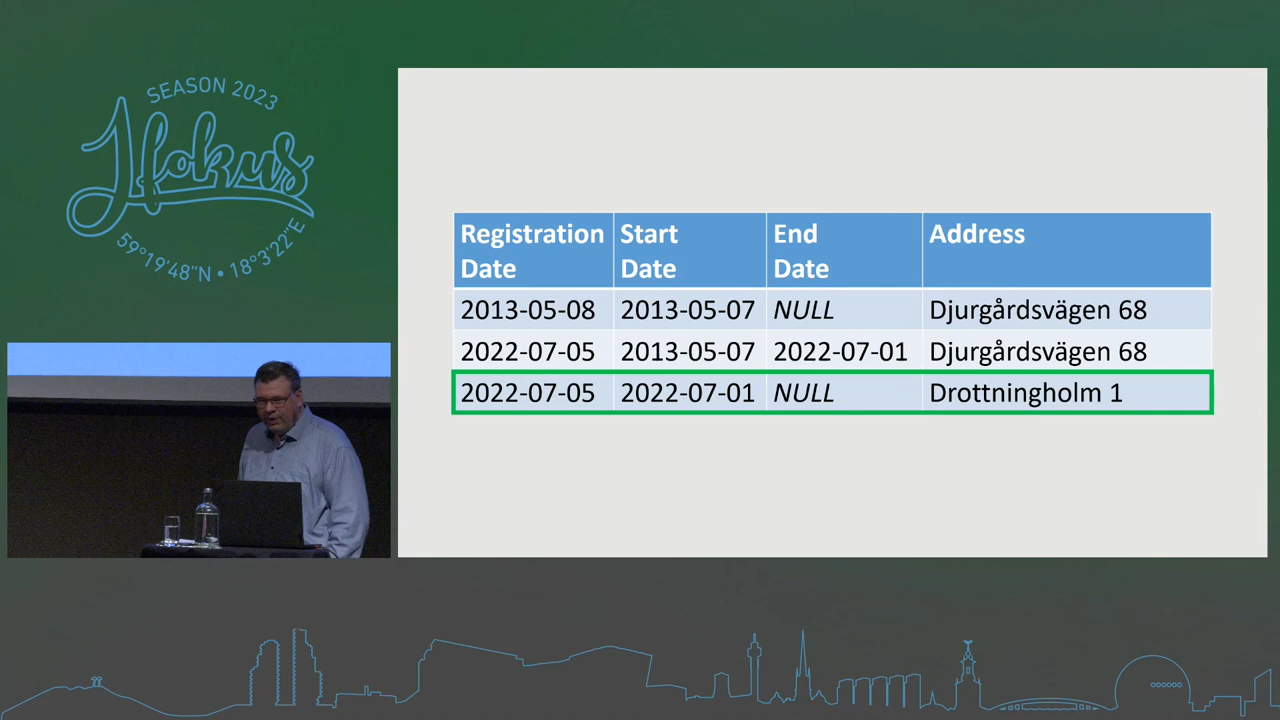 SEASON 2023
Jfokus
59°19'48"N • 18°3'22"E
Registration Date Start Date End Date Address
2013-05-08 2013-05-07 NULL Djurgårdsvägen 68
2022-07-05 2013-05-07 2022-07-01 Djurgårdsvägen 68
2022-07-05 2022-07-01 NULL Drottningholm 1